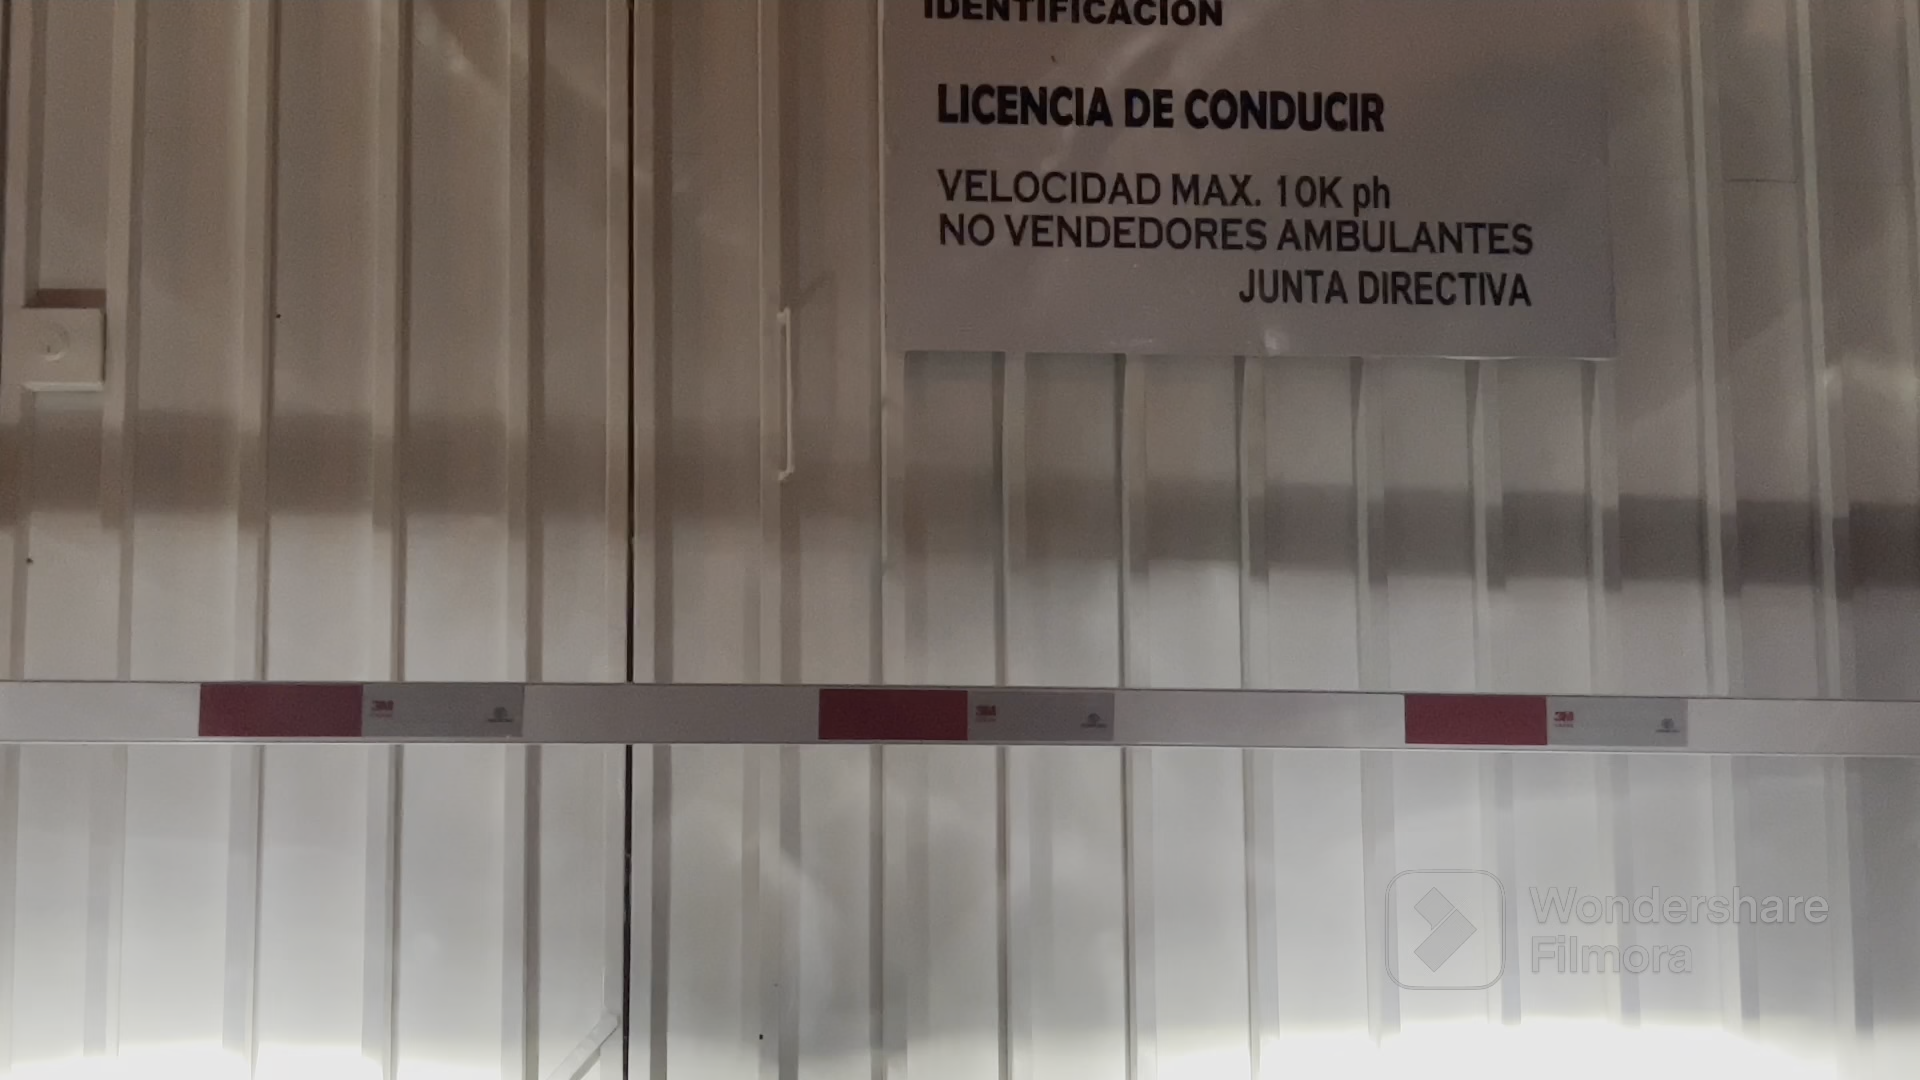 IDENTIFICACION
LICENCIA DE CONDUCIR
VELOCIDAD MAX. 10K ph
NO VENDEDORES AMBULANTES
JUNTA DIRECTIVA
3M
3M
3M
Wondershare
Filmora